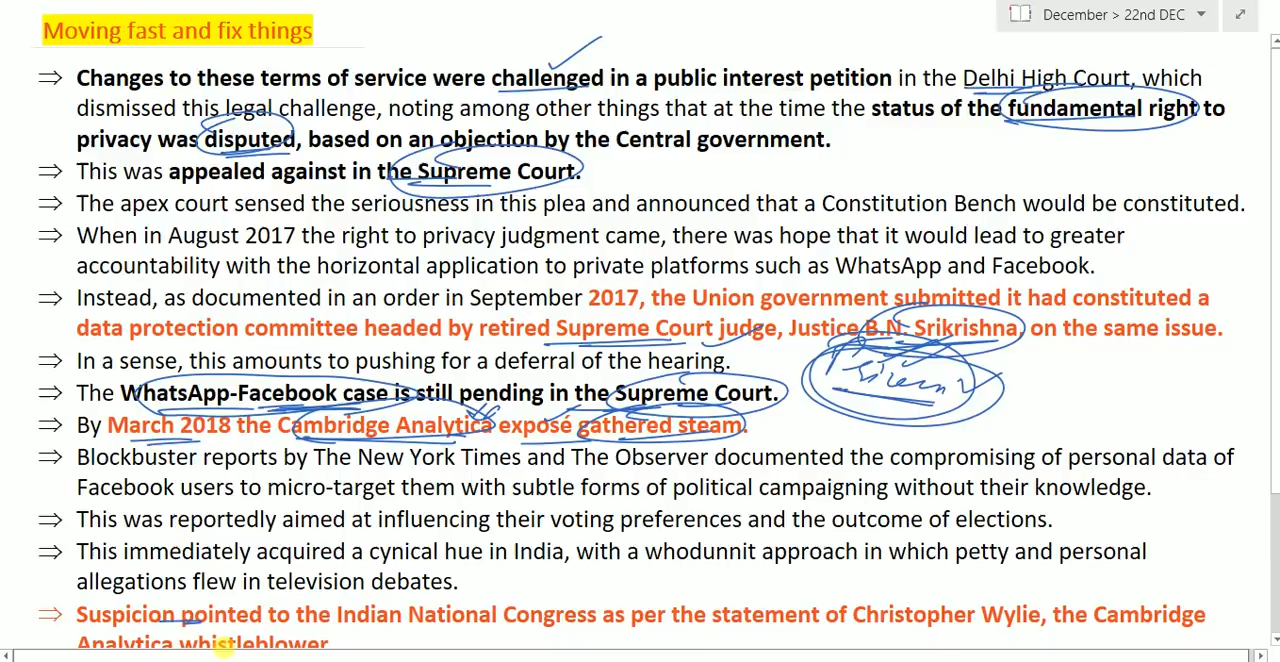 December > 22nd DEC
Moving fast and fix things
⇒ Changes to these terms of service were challenged in a public interest petition in the Delhi High Court, which
dismissed this legal challenge, noting among other things that at the time the status of the fundamental right to
privacy was disputed, based on an objection by the Central government.
⇒ This was appealed against in the Supreme Court.
⇒ The apex court sensed the seriousness in this plea and announced that a Constitution Bench would be constituted.
⇒ When in August 2017 the right to privacy judgment came, there was hope that it would lead to greater
accountability with the horizontal application to private platforms such as WhatsApp and Facebook.
⇒ Instead, as documented in an order in September 2017, the Union government submitted it had constituted a
data protection committee headed by retired Supreme Court judge, Justice B.N. Srikrishna, on the same issue.
⇒ In a sense, this amounts to pushing for a deferral of the hearing.
⇒ The WhatsApp-Facebook case is still pending in the Supreme Court.
⇒ By March 2018 the Cambridge Analytica exposé gathered steam.
⇒ Blockbuster reports by The New York Times and The Observer documented the compromising of personal data of
Facebook users to micro-target them with subtle forms of political campaigning without their knowledge.
⇒ This was reportedly aimed at influencing their voting preferences and the outcome of elections.
⇒ This immediately acquired a cynical hue in India, with a whodunnit approach in which petty and personal
allegations flew in television debates.
⇒ Suspicion pointed to the Indian National Congress as per the statement of Christopher Wylie, the Cambridge
Analytica whistleblower